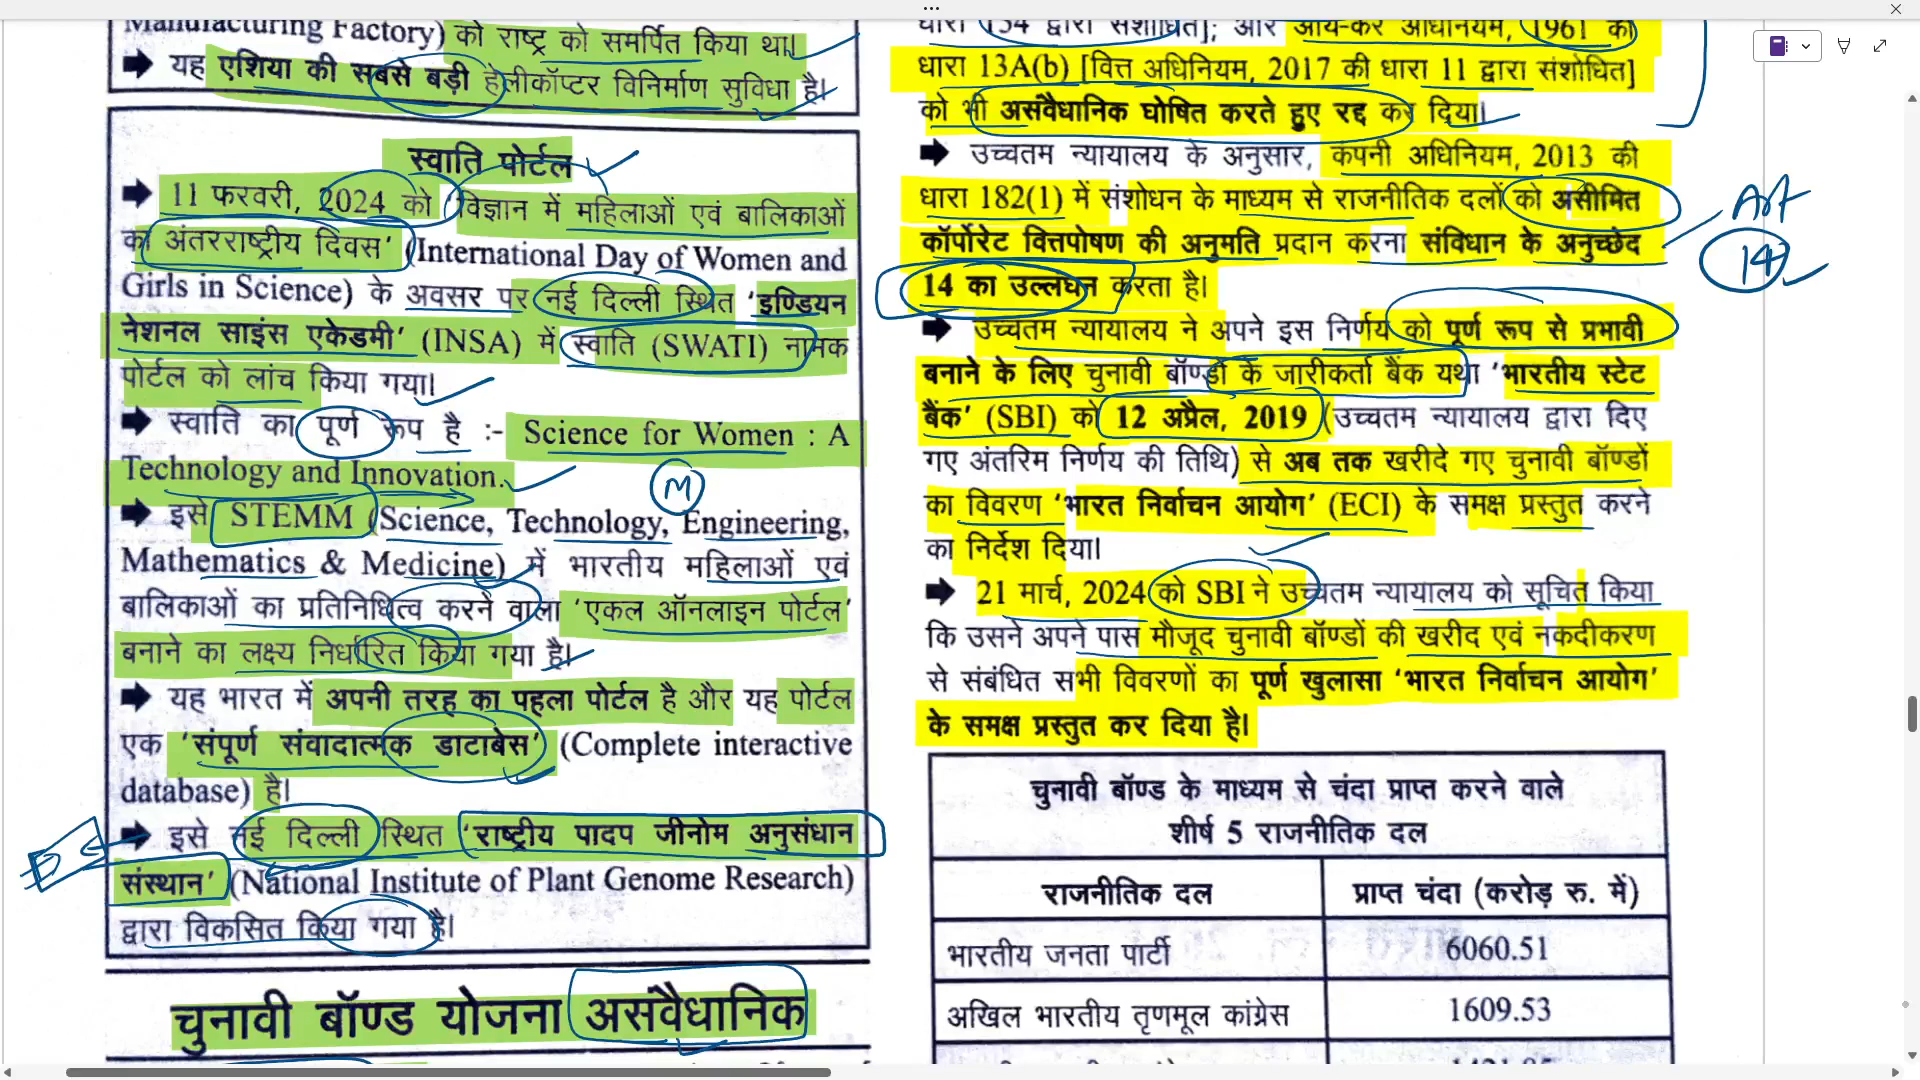 Manufacturing Factory) को राष्ट्र को समर्पित किया था।
➡ यह एशिया की सबसे बड़ी हेलीकॉप्टर विनिर्माण सुविधा है।
स्वाति पोर्टल
➡ 11 फरवरी, 2024 को 'विज्ञान में महिलाओं एवं बालिकाओं
का अंतरराष्ट्रीय दिवस' (International Day of Women and
Girls in Science) के अवसर पर नई दिल्ली स्थित 'इण्डियन
नेशनल साइंस एकेडमी' (INSA) में स्वाति (SWATI) नामक
पोर्टल को लांच किया गया।
➡ स्वाति का पूर्ण रूप है :- Science for Women : A
Technology and Innovation.
M
➡ इसे STEMM (Science, Technology, Engineering,
Mathematics & Medicine) में भारतीय महिलाओं एवं
बालिकाओं का प्रतिनिधित्व करने वाला 'एकल ऑनलाइन पोर्टल'
बनाने का लक्ष्य निर्धारित किया गया है।
➡ यह भारत में अपनी तरह का पहला पोर्टल है और यह पोर्टल
एक 'संपूर्ण संवादात्मक डाटाबेस' (Complete interactive
database) है।
➡ इसे नई दिल्ली स्थित 'राष्ट्रीय पादप जीनोम अनुसंधान
संस्थान' (National Institute of Plant Genome Research)
द्वारा विकसित किया गया है।
चुनावी बॉण्ड योजना असंवैधानिक
धारा 154 द्वारा संशोधित]; और आय-कर अधिनियम, 1961 की
धारा 13A(b) [वित्त अधिनियम, 2017 की धारा 11 द्वारा संशोधित]
को भी असंवैधानिक घोषित करते हुए रद्द कर दिया।
➡ उच्चतम न्यायालय के अनुसार, कंपनी अधिनियम, 2013 की
धारा 182(1) में संशोधन के माध्यम से राजनीतिक दलों को असीमित
कॉर्पोरेट वित्तपोषण की अनुमति प्रदान करना संविधान के अनुच्छेद
14 का उल्लंघन करता है।
Art
14
➡ उच्चतम न्यायालय ने अपने इस निर्णय को पूर्ण रूप से प्रभावी
बनाने के लिए चुनावी बॉण्डों के जारीकर्ता बैंक यथा 'भारतीय स्टेट
बैंक' (SBI) को 12 अप्रैल, 2019 (उच्चतम न्यायालय द्वारा दिए
गए अंतरिम निर्णय की तिथि) से अब तक खरीदे गए चुनावी बॉण्डों
का विवरण 'भारत निर्वाचन आयोग' (ECI) के समक्ष प्रस्तुत करने
का निर्देश दिया।
➡ 21 मार्च, 2024 को SBI ने उच्चतम न्यायालय को सूचित किया
कि उसने अपने पास मौजूद चुनावी बॉण्डों की खरीद एवं नकदीकरण
से संबंधित सभी विवरणों का पूर्ण खुलासा 'भारत निर्वाचन आयोग'
के समक्ष प्रस्तुत कर दिया है।
चुनावी बॉण्ड के माध्यम से चंदा प्राप्त करने वाले
शीर्ष 5 राजनीतिक दल
राजनीतिक दल प्राप्त चंदा (करोड़ रु. में)
भारतीय जनता पार्टी 6060.51
अखिल भारतीय तृणमूल कांग्रेस 1609.53